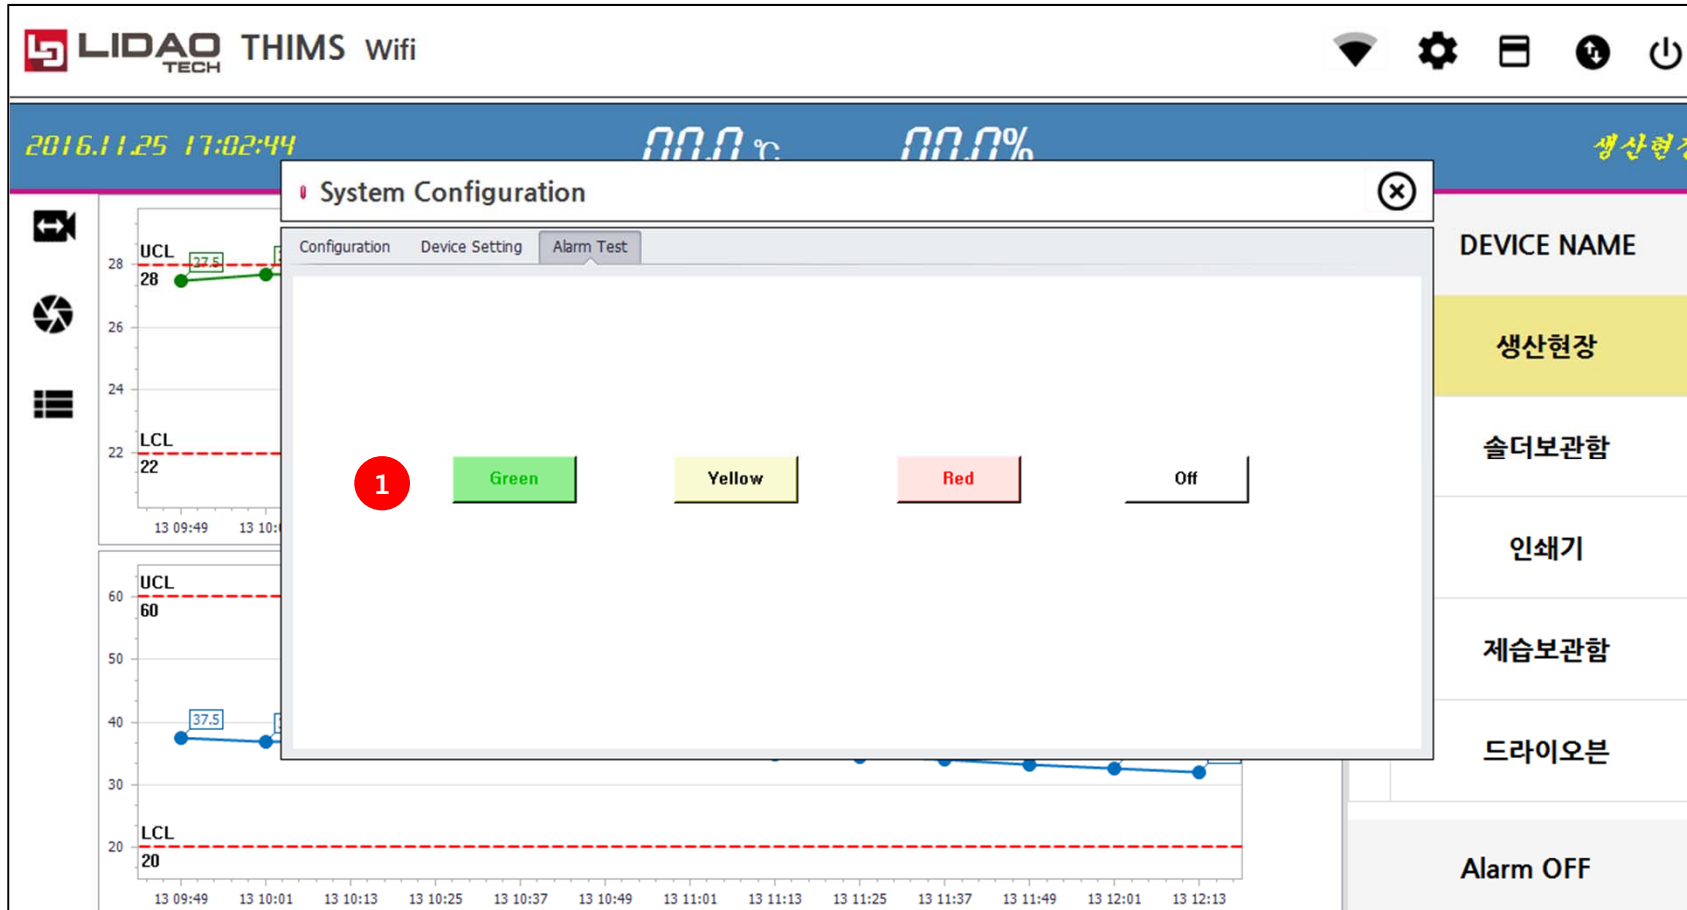 LIDAO TECH THIMS Wifi
2016.11.25 17:02:44 00.0 ℃ 00.0% 생산현장
System Configuration
Configuration Device Setting Alarm Test
Green Yellow Red Off
1
UCL
28
28
27.5
26
24
LCL
22
22
13 09:49
UCL
60
60
50
40
37.5
30
LCL
20
20
13 09:49 13 10:01 13 10:13 13 10:25 13 10:37 13 10:49 13 11:01 13 11:13 13 11:25 13 11:37 13 11:49 13 12:01 13 12:13
DEVICE NAME
생산현장
솔더보관함
인쇄기
제습보관함
드라이오븐
Alarm OFF